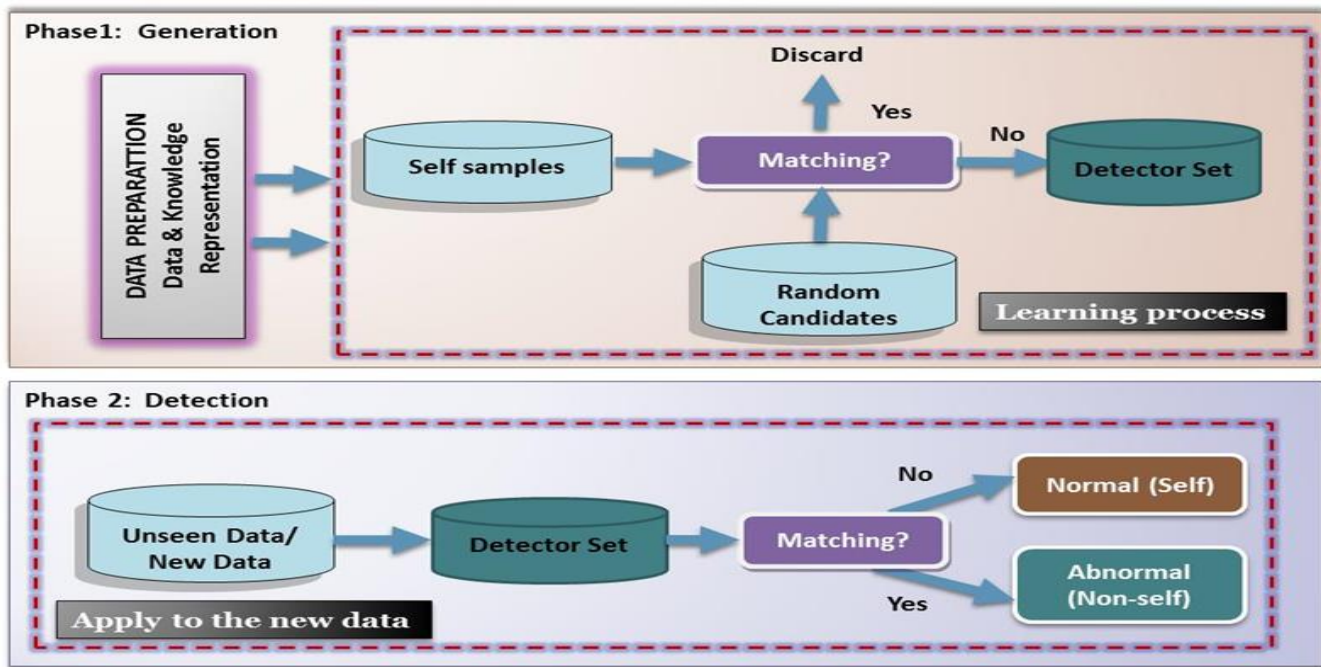 Phase1: Generation
DATA PREPARATTION
Data & Knowledge
Representation
Discard
Yes
Self samples
Matching?
No
Detector Set
Random
Candidates
Learning process
Phase 2: Detection
Unseen Data/
New Data
Detector Set
Matching?
No
Normal (Self)
Yes
Abnormal
(Non-self)
Apply to the new data